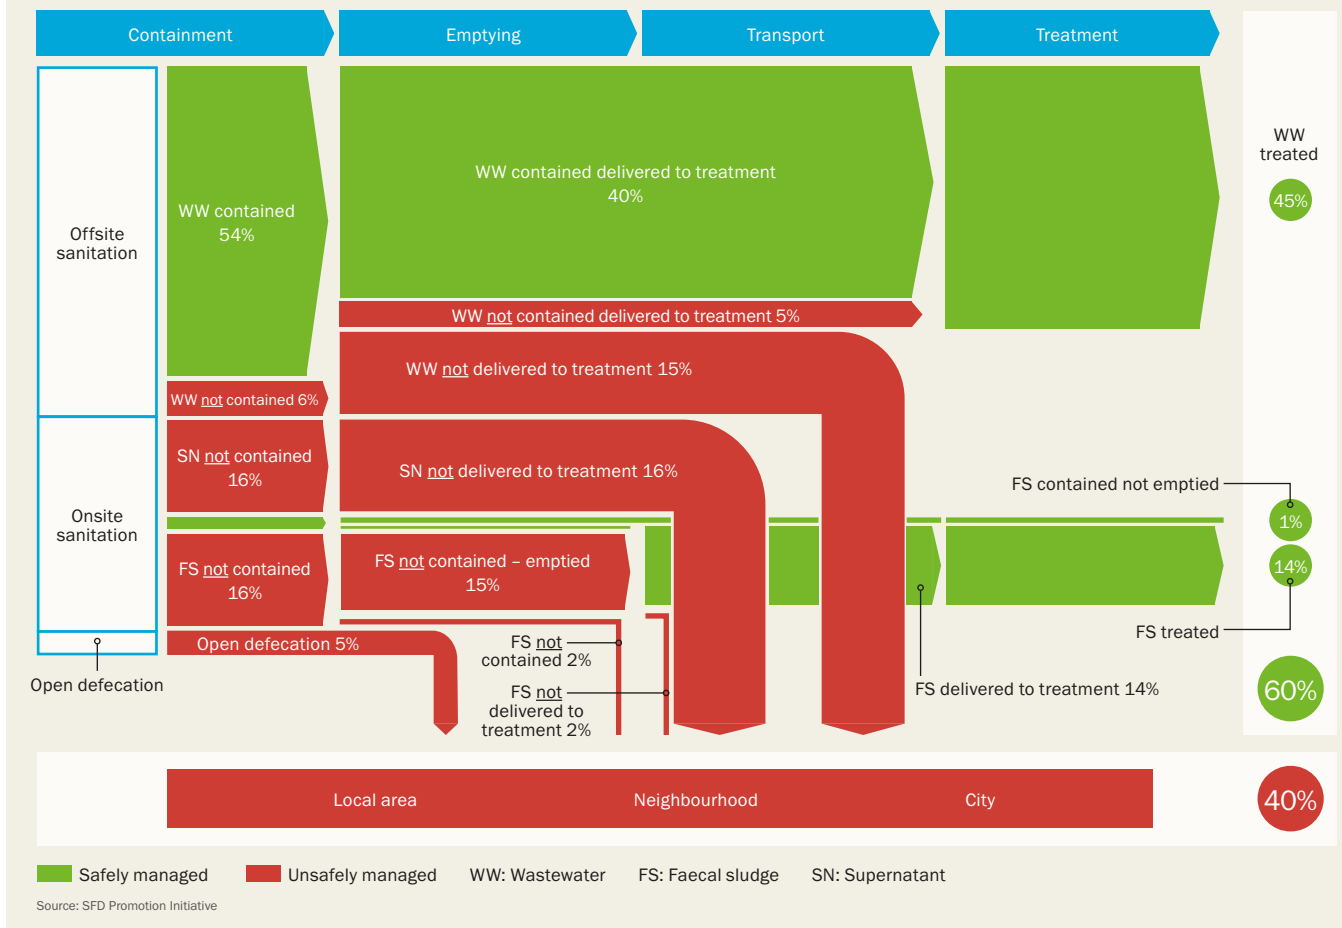 Containment
Emptying
Transport
Treatment
Offsite
sanitation
WW contained
54%
WW contained delivered to treatment
40%
WW
treated
45%
WW not contained delivered to treatment 5%
WW not delivered to treatment 15%
WW not contained 6%
Onsite
sanitation
SN not contained
16%
SN not delivered to treatment 16%
FS contained not emptied
1%
FS not contained
16%
FS not contained – emptied
15%
14%
FS treated
Open defecation 5%
Open defecation
FS not
contained 2%
FS not
delivered to
treatment 2%
FS delivered to treatment 14%
60%
Local area
Neighbourhood
City
40%
Safely managed
Unsafely managed
WW: Wastewater
FS: Faecal sludge
SN: Supernatant
Source: SFD Promotion Initiative